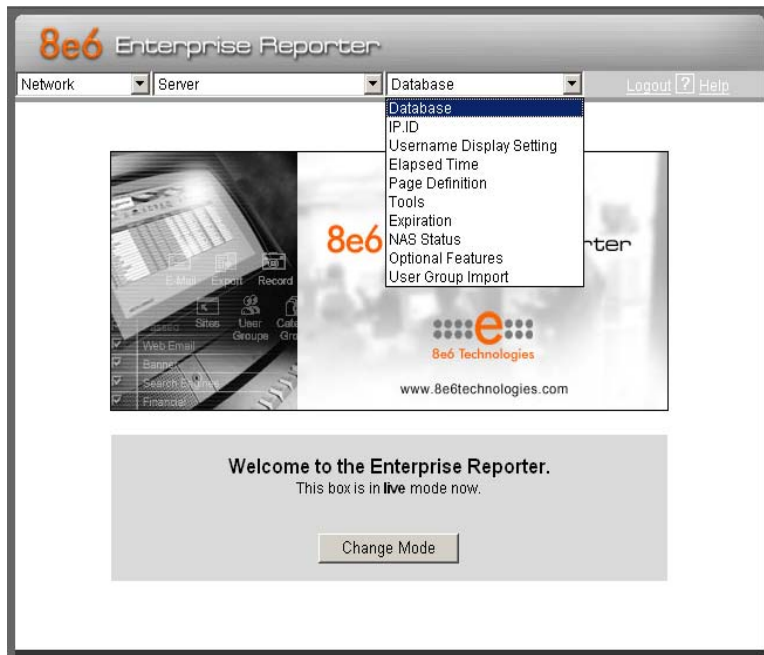 8e6 Enterprise Reporter
Network Server Database Logout ? Help
Database
IP.ID
Username Display Setting
Elapsed Time
Page Definition
Tools
Expiration
NAS Status
Optional Features
User Group Import
8e6 rter
E-Mail Export Record
Sites User Groups
Web Email
Banner
Search Engines
Financial
e
8e6 Technologies
www.8e6technologies.com
Welcome to the Enterprise Reporter.
This box is in live mode now.
Change Mode